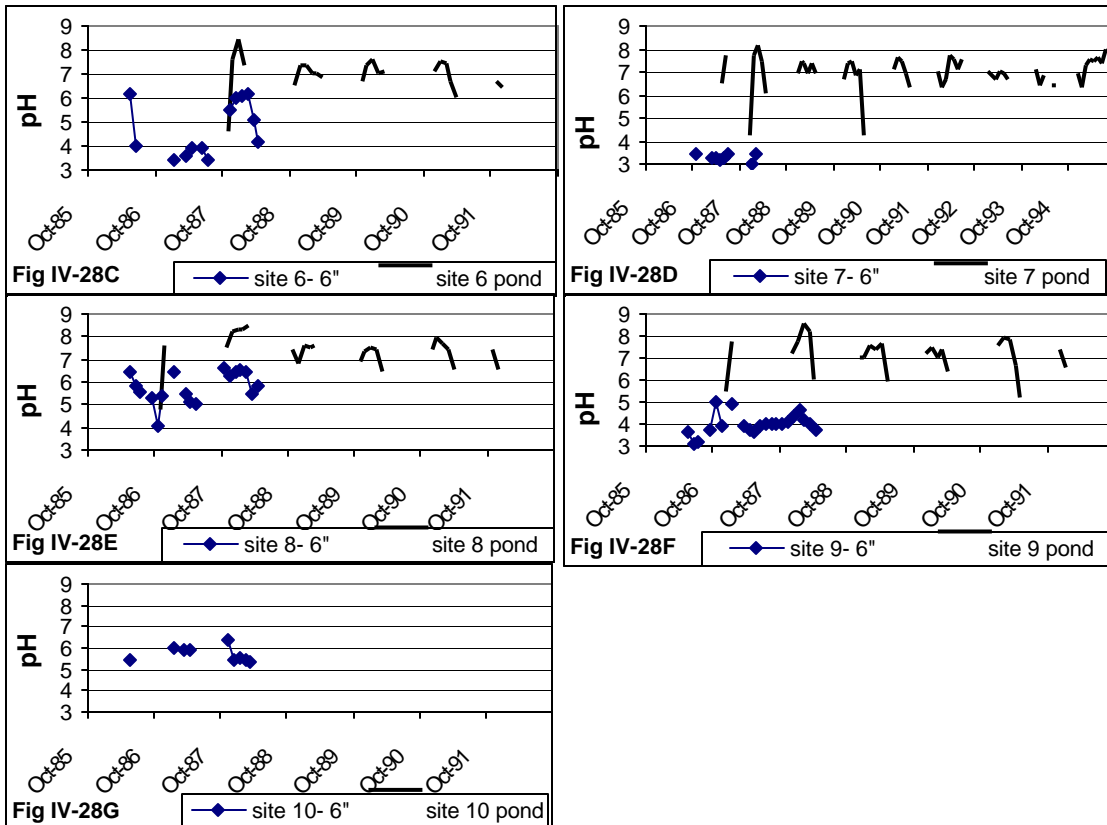 9
8
7
6
5
4
3
pH
Oct-85
Oct-86
Oct-87
Oct-88
Oct-89
Oct-90
Oct-91
Fig IV-28C
site 6- 6"
site 6 pond
9
8
7
6
5
4
3
pH
Oct-85
Oct-86
Oct-87
Oct-88
Oct-89
Oct-90
Oct-91
Oct-92
Oct-93
Oct-94
Fig IV-28D
site 7- 6"
site 7 pond
9
8
7
6
5
4
3
pH
Oct-85
Oct-86
Oct-87
Oct-88
Oct-89
Oct-90
Oct-91
Fig IV-28E
site 8- 6"
site 8 pond
9
8
7
6
5
4
3
pH
Oct-85
Oct-86
Oct-87
Oct-88
Oct-89
Oct-90
Oct-91
Fig IV-28F
site 9- 6"
site 9 pond
9
8
7
6
5
4
3
pH
Oct-85
Oct-86
Oct-87
Oct-88
Oct-89
Oct-90
Oct-91
Fig IV-28G
site 10- 6"
site 10 pond